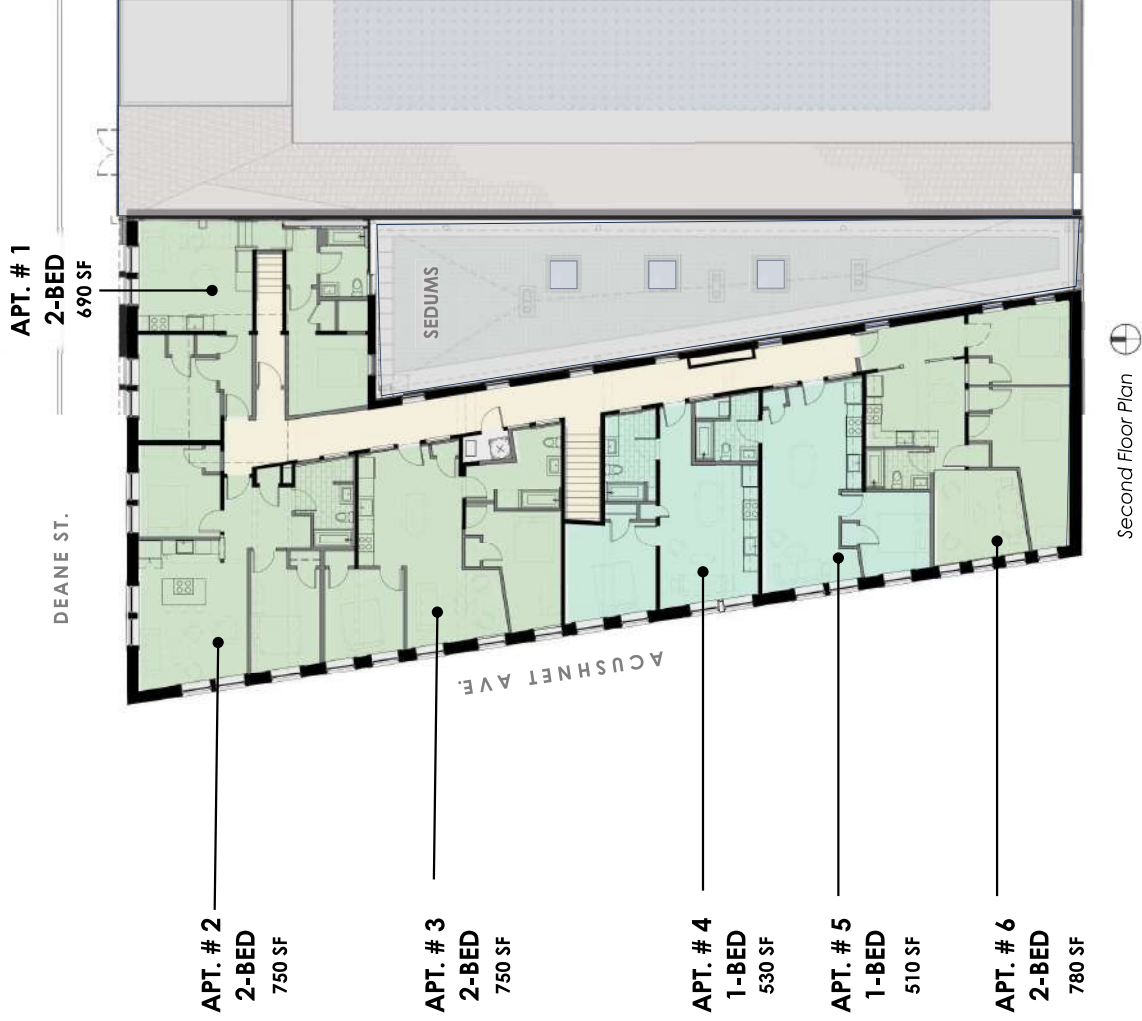 APT. # 1
2-BED
690 SF
DEANE ST.
SEDUMS
ACUSHNET AVE.
APT. # 2
2-BED
750 SF
APT. # 3
2-BED
750 SF
APT. # 4
1-BED
530 SF
APT. # 5
1-BED
510 SF
APT. # 6
2-BED
780 SF
Second Floor Plan